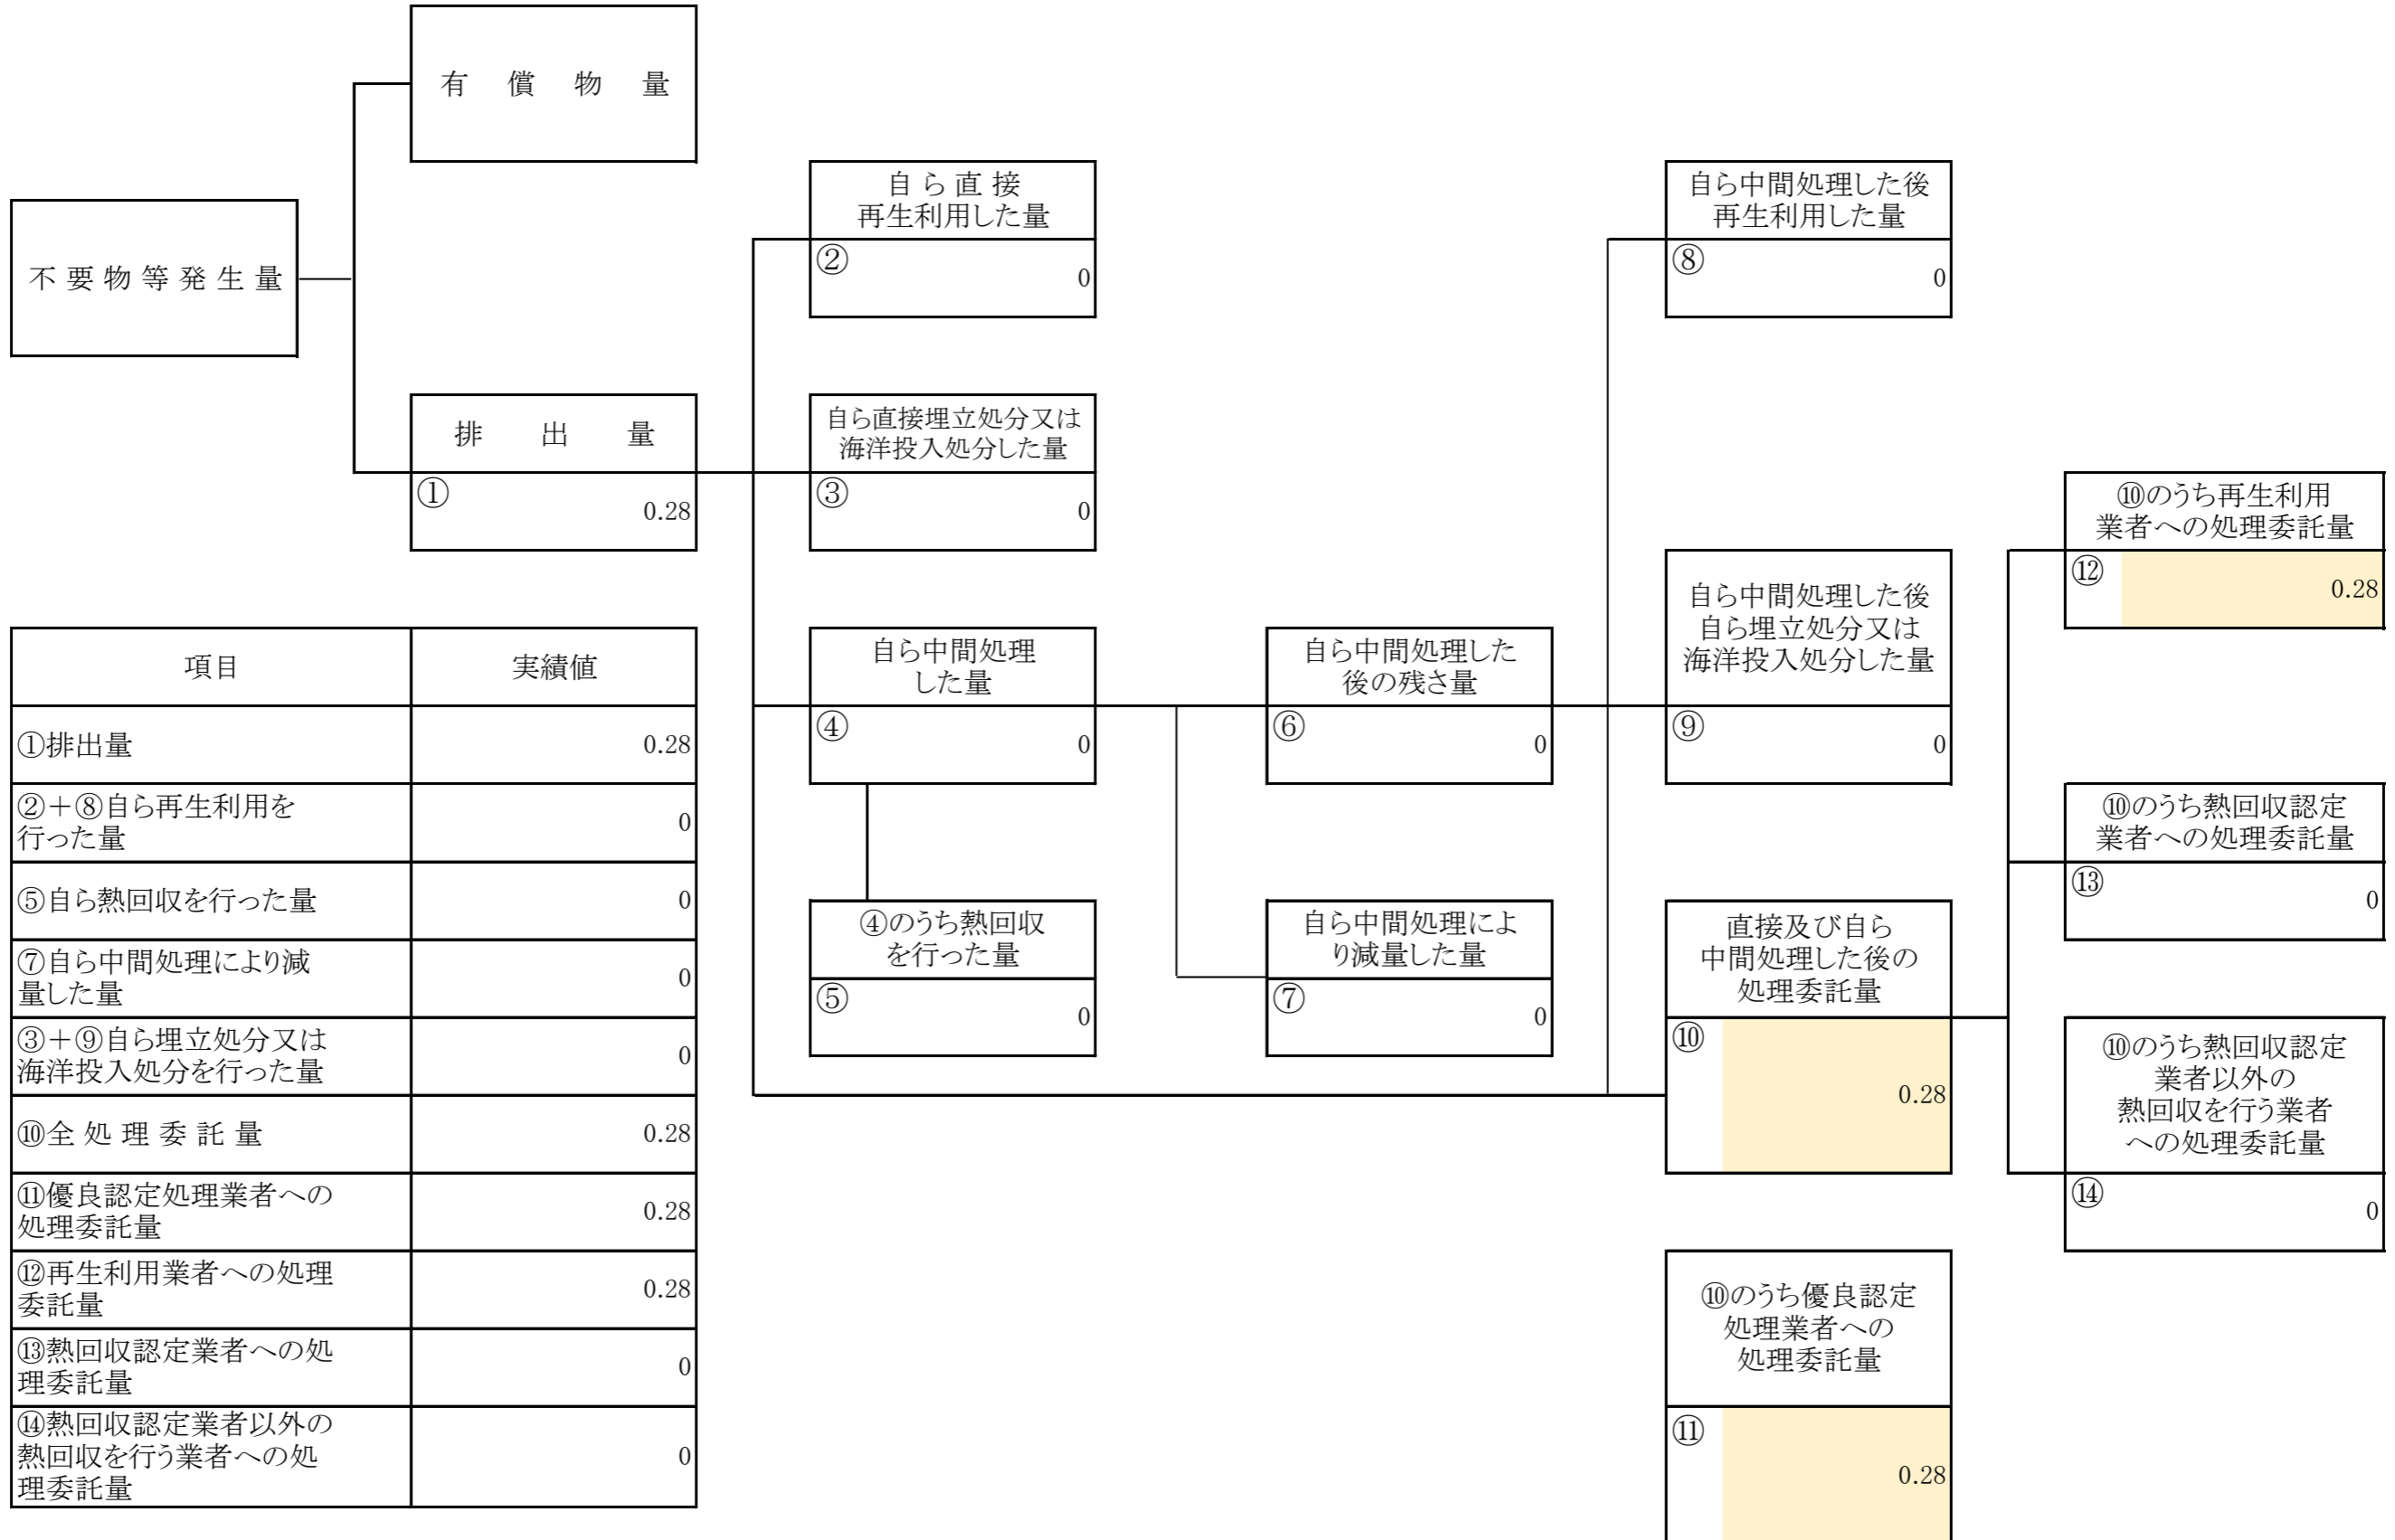 有償物量
自ら直接
再生利用した量
②
0
自ら中間処理した後
再生利用した量
⑧
0
不要物等発生量
排出量
①
0.28
自ら直接埋立処分又は
海洋投入処分した量
③
0
⑩のうち再生利用
業者への処理委託量
⑫
0.28
自ら中間処理
した量
④
0
自ら中間処理した
後の残さ量
⑥
0
自ら中間処理した後
自ら埋立処分又は
海洋投入処分した量
⑨
0
⑩のうち熱回収認定
業者への処理委託量
⑬
0
④のうち熱回収
を行った量
⑤
0
自ら中間処理によ
り減量した量
⑦
0
直接及び自ら
中間処理した後の
処理委託量
⑩
0.28
⑩のうち熱回収認定
業者以外の
熱回収を行う業者
への処理委託量
⑭
0
⑩のうち優良認定
処理業者への
処理委託量
⑪
0.28
項目 実績値
①排出量 0.28
②＋⑧自ら再生利用を
行った量
0
⑤自ら熱回収を行った量 0
⑦自ら中間処理により減
量した量
0
③＋⑨自ら埋立処分又は
海洋投入処分を行った量
0
⑩全処理委託量 0.28
⑪優良認定処理業者への
処理委託量
0.28
⑫再生利用業者への処理
委託量
0.28
⑬熱回収認定業者への処
理委託量
0
⑭熱回収認定業者以外の
熱回収を行う業者への処
理委託量
0